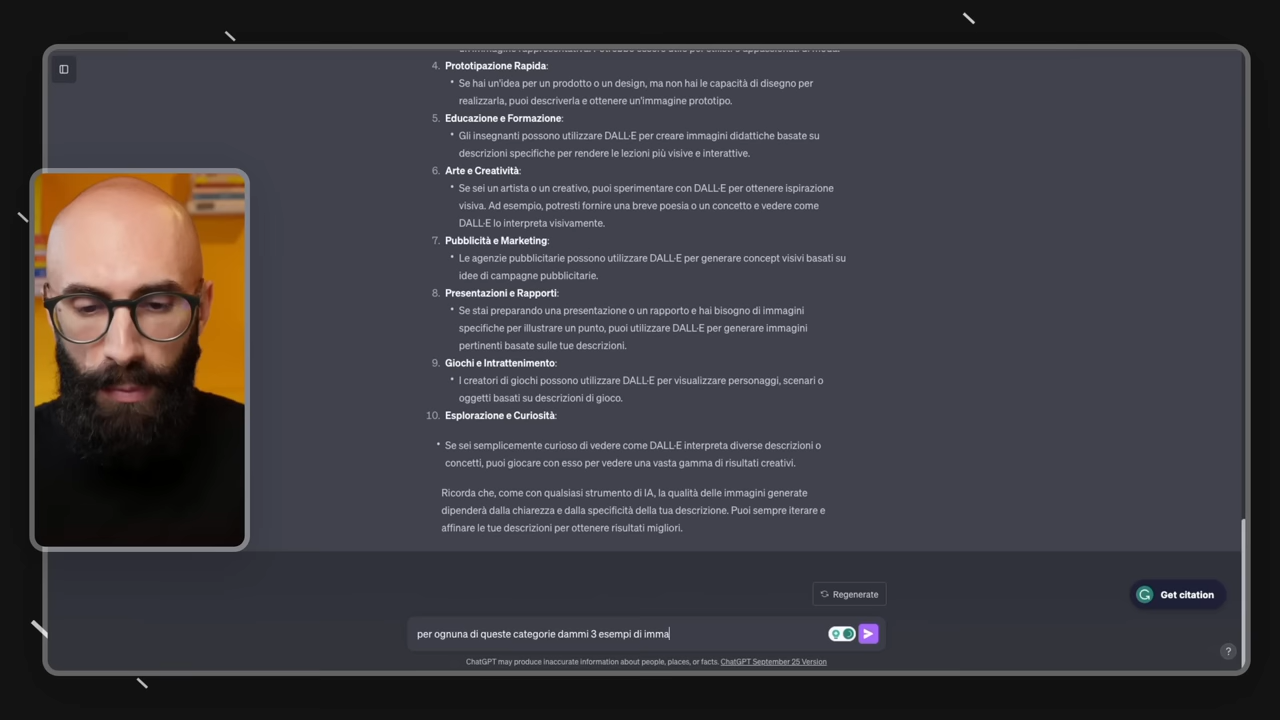 4. Prototipazione Rapida:
• Se hai un'idea per un prodotto o un design, ma non hai le capacità di disegno per
realizzarla, puoi descriverla e ottenere un'immagine prototipo.
5. Educazione e Formazione:
• Gli insegnanti possono utilizzare DALL·E per creare immagini didattiche basate su
descrizioni specifiche per rendere le lezioni più visive e interattive.
6. Arte e Creatività:
• Se sei un artista o un creativo, puoi sperimentare con DALL·E per ottenere ispirazione
visiva. Ad esempio, potresti fornire una breve poesia o un concetto e vedere come
DALL·E lo interpreta visivamente.
7. Pubblicità e Marketing:
• Le agenzie pubblicitarie possono utilizzare DALL·E per generare concept visivi basati su
idee di campagne pubblicitarie.
8. Presentazioni e Rapporti:
• Se stai preparando una presentazione o un rapporto e hai bisogno di immagini
specifiche per illustrare un punto, puoi utilizzare DALL·E per generare immagini
pertinenti basate sulle tue descrizioni.
9. Giochi e Intrattenimento:
• I creatori di giochi possono utilizzare DALL·E per visualizzare personaggi, scenari o
oggetti basati su descrizioni di gioco.
10. Esplorazione e Curiosità:
• Se sei semplicemente curioso di vedere come DALL·E interpreta diverse descrizioni o
concetti, puoi giocare con esso per vedere una vasta gamma di risultati creativi.
Ricorda che, come con qualsiasi strumento di IA, la qualità delle immagini generate
dipenderà dalla chiarezza e dalla specificità della tua descrizione. Puoi sempre iterare e
affinare le tue descrizioni per ottenere risultati migliori.
Regenerate
Get citation
per ognuna di queste categorie dammi 3 esempi di imma
ChatGPT may produce inaccurate information about people, places, or facts. ChatGPT September 25 Version
?